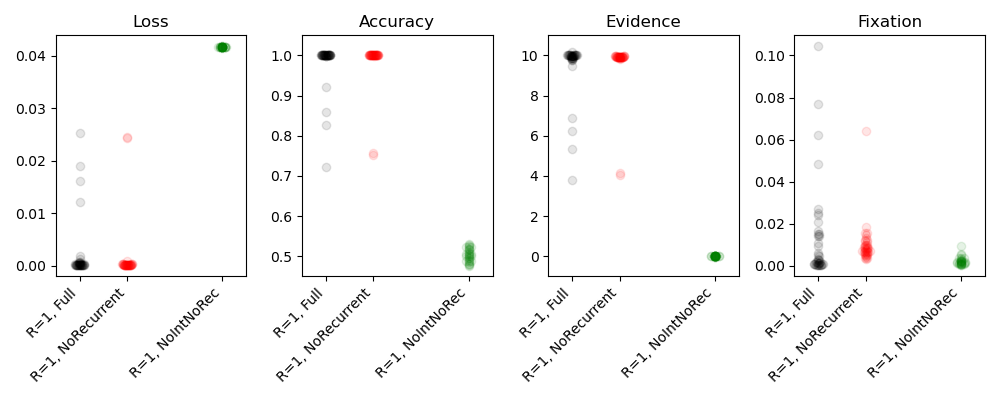 Loss
0.04
0.03
0.02
0.01
0.00
R=1, Full
R=1, NoRecurrent
R=1, NoIntNoRec
Accuracy
1.0
0.9
0.8
0.7
0.6
0.5
R=1, Full
R=1, NoRecurrent
R=1, NoIntNoRec
Evidence
10
8
6
4
2
0
R=1, Full
R=1, NoRecurrent
R=1, NoIntNoRec
Fixation
0.10
0.08
0.06
0.04
0.02
0.00
R=1, Full
R=1, NoRecurrent
R=1, NoIntNoRec